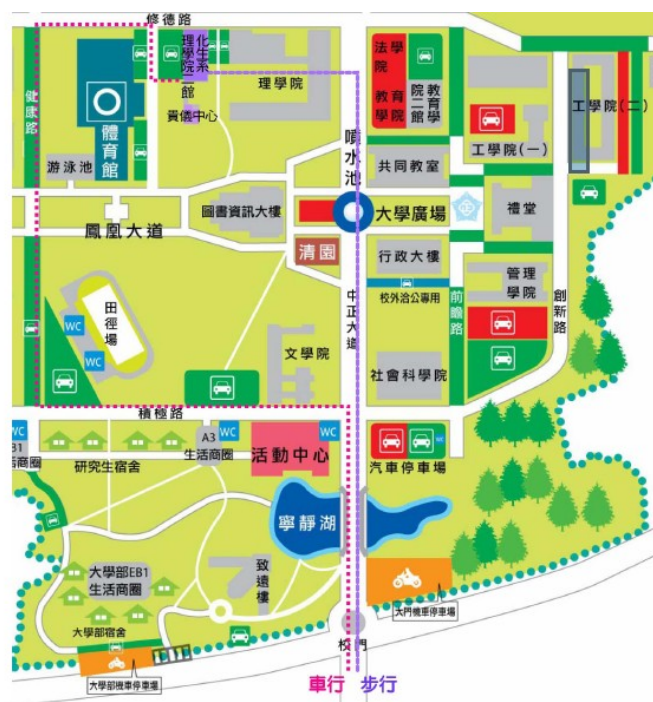 修德路
化生系
理學院二館
理學院
貴儀中心
法學院
教育學院
教育學院二館
工學院(一)
工學院(二)
健康路
體育館
游泳池
噴水池
共同教室
圖書資訊大樓
大學廣場
禮堂
鳳凰大道
清園
行政大樓
校外洽公專用
管理學院
中正大道
前瞻路
創新路
田徑場
WC
WC
文學院
社會科學院
積極路
WC
B1
生活商圈
研究生宿舍
A3
生活商圈
WC
活動中心
WC
汽車停車場
WC
寧靜湖
大學部EB1
生活商圈
致遠樓
大學部宿舍
大門機車停車場
校門
大學部機車停車場
車行 步行